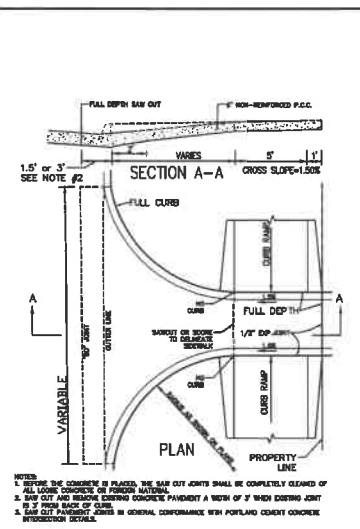 FULL DEPTH SAW CUT
NON-REINFORCED P.C.C.
VARIES
5'
1'
1.5' or 3'
SEE NOTE #2
SECTION A-A
CROSS SLOPE=1.50%
FULL CURB
CURB RAMP
A
A
NO
CURB
FULL DEPTH
GUTTER LINE
JOINT
VARIABLE
SAWCUT OR SCORE
TO DELINEATE
SIDEWALK
1/2" EXP JOINT
NO
CURB
CURB RAMP
PLAN
PROPERTY
LINE
NOTES:
1. BEFORE THE CONCRETE IS PLACED, THE SAW CUT JOINTS SHALL BE COMPLETELY CLEANED OF
ALL LOOSE CONCRETE OR FOREIGN MATERIAL.
2. SAW CUT AND REMOVE EXISTING CONCRETE PAVEMENT A WIDTH OF 3' WHEN EXISTING JOINT
IS 3' FROM BACK OF CURB.
3. SAW CUT PAVEMENT JOINTS IN GENERAL CONFORMANCE WITH PORTLAND CEMENT CONCRETE
INTERSECTION DETAILS.